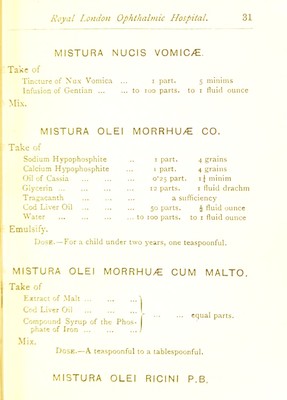 Royal London Ophthalmic Hospital. 31
MISTURA NUCIS VOMICÆ.
Take of
Tincture of Nux Vomica ... 1 part. 5 minims
Infusion of Gentian ... ... to 100 parts. to 1 fluid ounce
Mix.
MISTURA OLEI MORRHUÆ CO.
Take of
Sodium Hypophosphite .. 1 part. 4 grains
Calcium Hypophosphite ... 1 part. 4 grains
Oil of Cassia ... ... ... 0'25 part. 1¼ minim
Glycerin ... ... ... ... 12 parts. 1 fluid drachm
Tragacanth ... ... ... a sufficiency
Cod Liver Oil ... ... ... 50 parts. ½ fluid ounce
Water ... ... ... ... to 100 parts. to 1 fluid ounce
Emulsify.
Dose.—For a child under two years, one teaspoonful.
MISTURA OLEI MORRHUÆ CUM MALTO.
Take of
Extract of Malt ... ... ...
Cod Liver Oil ... ... ...
Compound Syrup of the Phos-
phate of Iron ... ... ... ... ... equal parts.
Mix.
Dose.—A teaspoonful to a tablespoonful.
MISTURA OLEI RICINI P.B.